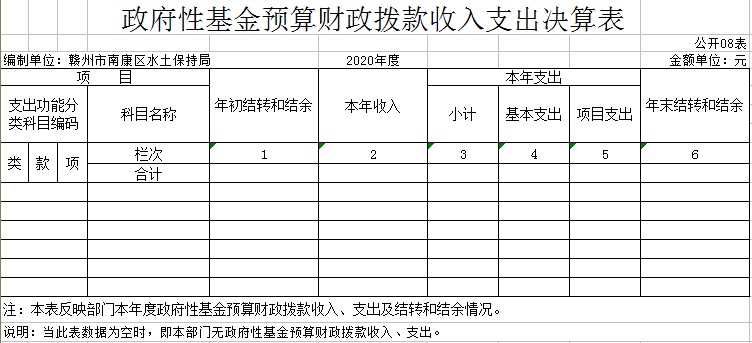 政府性基金预算财政拨款收入支出决算表
公开08表
编制单位：赣州市南康区水土保持局 2020年度 金额单位：元
项 目 年初结转和结余 本年收入 本年支出 年末结转和结余
支出功能分类科目编码 科目名称 小计 基本支出 项目支出
类 款 项 栏次 1 2 3 4 5 6
合计
注：本表反映部门本年度政府性基金预算财政拨款收入、支出及结转和结余情况。
说明：当此表数据为空时，即本部门无政府性基金预算财政拨款收入、支出。